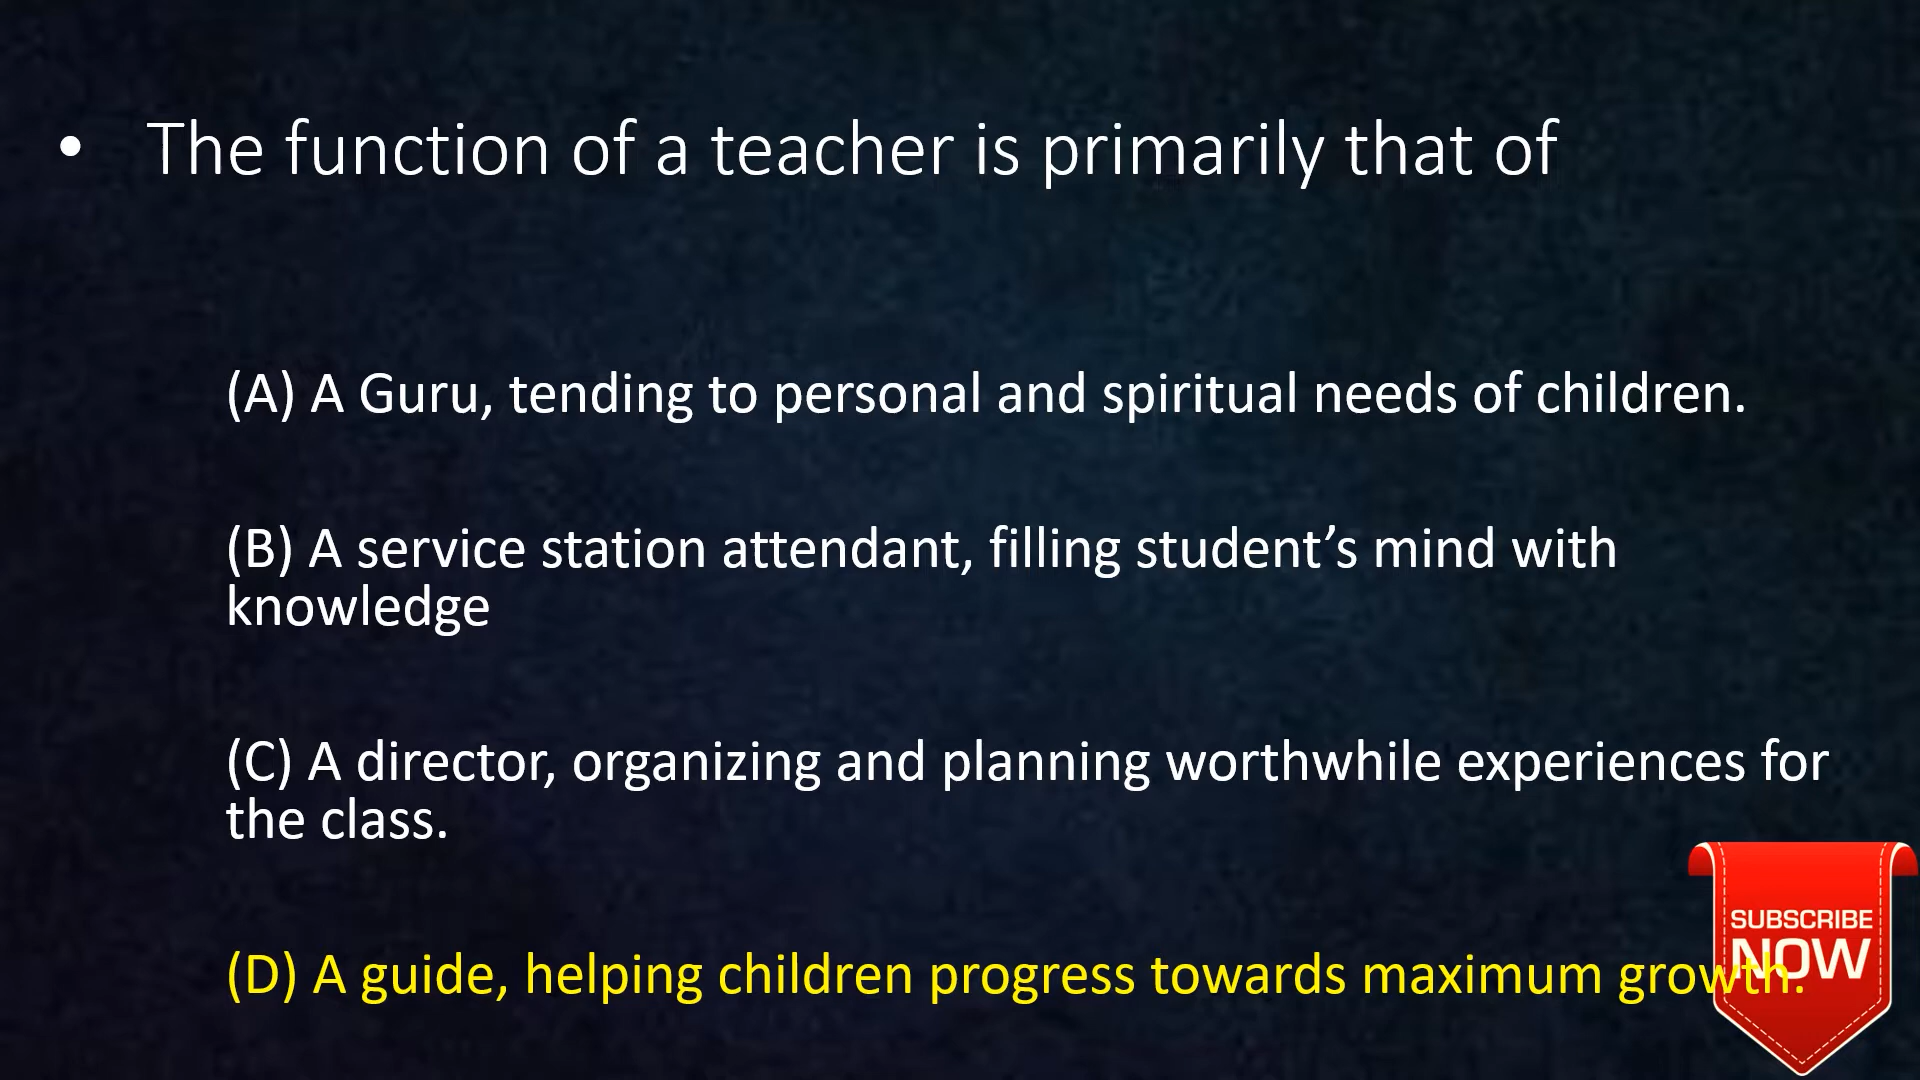 • The function of a teacher is primarily that of
(A) A Guru, tending to personal and spiritual needs of children.
(B) A service station attendant, filling student’s mind with
knowledge
(C) A director, organizing and planning worthwhile experiences for
the class.
(D) A guide, helping children progress towards maximum growth.
SUBSCRIBE
NOW